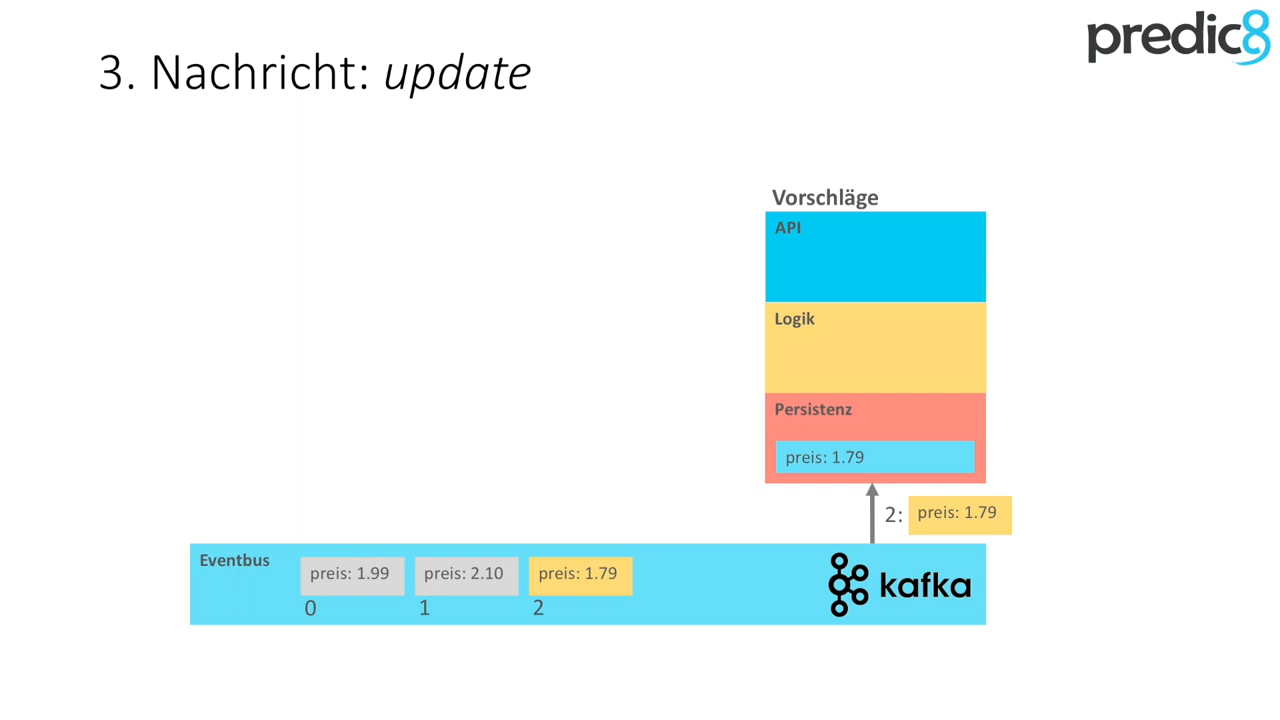 predic8
3. Nachricht: update
Vorschläge
API
Logik
Persistenz
preis: 1.79
2: preis: 1.79
Eventbus
preis: 1.99 preis: 2.10 preis: 1.79
0 1 2
kafka